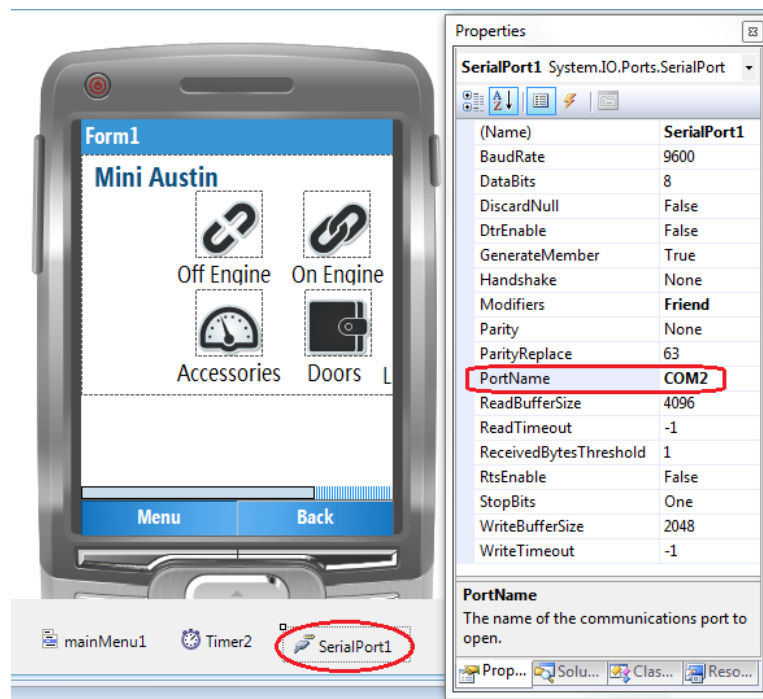 Form1
Mini Austin
Off Engine On Engine
Accessories Doors L
Menu Back
mainMenu1 Timer2 SerialPort1
Properties
SerialPort1 System.IO.Ports.SerialPort
(Name) SerialPort1
BaudRate 9600
DataBits 8
DiscardNull False
DtrEnable False
GenerateMember True
Handshake None
Modifiers Friend
Parity None
ParityReplace 63
PortName COM2
ReadBufferSize 4096
ReadTimeout -1
ReceivedBytesThreshold 1
RtsEnable False
StopBits One
WriteBufferSize 2048
WriteTimeout -1
PortName
The name of the communications port to
open.
Prop... Solu... Clas... Reso...